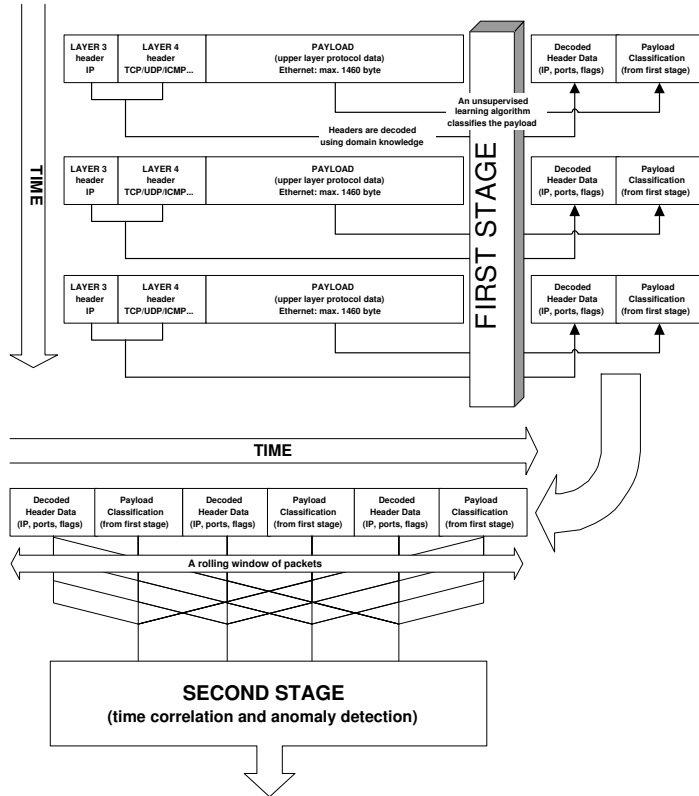 LAYER 3
header
IP
LAYER 4
header
TCP/UDP/ICMP...
PAYLOAD
(upper layer protocol data)
Ethernet: max. 1460 byte
Decoded
Header Data
(IP, ports, flags)
Payload
Classification
(from first stage)
An unsupervised
learning algorithm
classifies the payload
Headers are decoded
using domain knowledge
TIME
FIRST STAGE
LAYER 3
header
IP
LAYER 4
header
TCP/UDP/ICMP...
PAYLOAD
(upper layer protocol data)
Ethernet: max. 1460 byte
Decoded
Header Data
(IP, ports, flags)
Payload
Classification
(from first stage)
LAYER 3
header
IP
LAYER 4
header
TCP/UDP/ICMP...
PAYLOAD
(upper layer protocol data)
Ethernet: max. 1460 byte
Decoded
Header Data
(IP, ports, flags)
Payload
Classification
(from first stage)
TIME
Decoded
Header Data
(IP, ports, flags)
Payload
Classification
(from first stage)
Decoded
Header Data
(IP, ports, flags)
Payload
Classification
(from first stage)
Decoded
Header Data
(IP, ports, flags)
Payload
Classification
(from first stage)
A rolling window of packets
SECOND STAGE
(time correlation and anomaly detection)